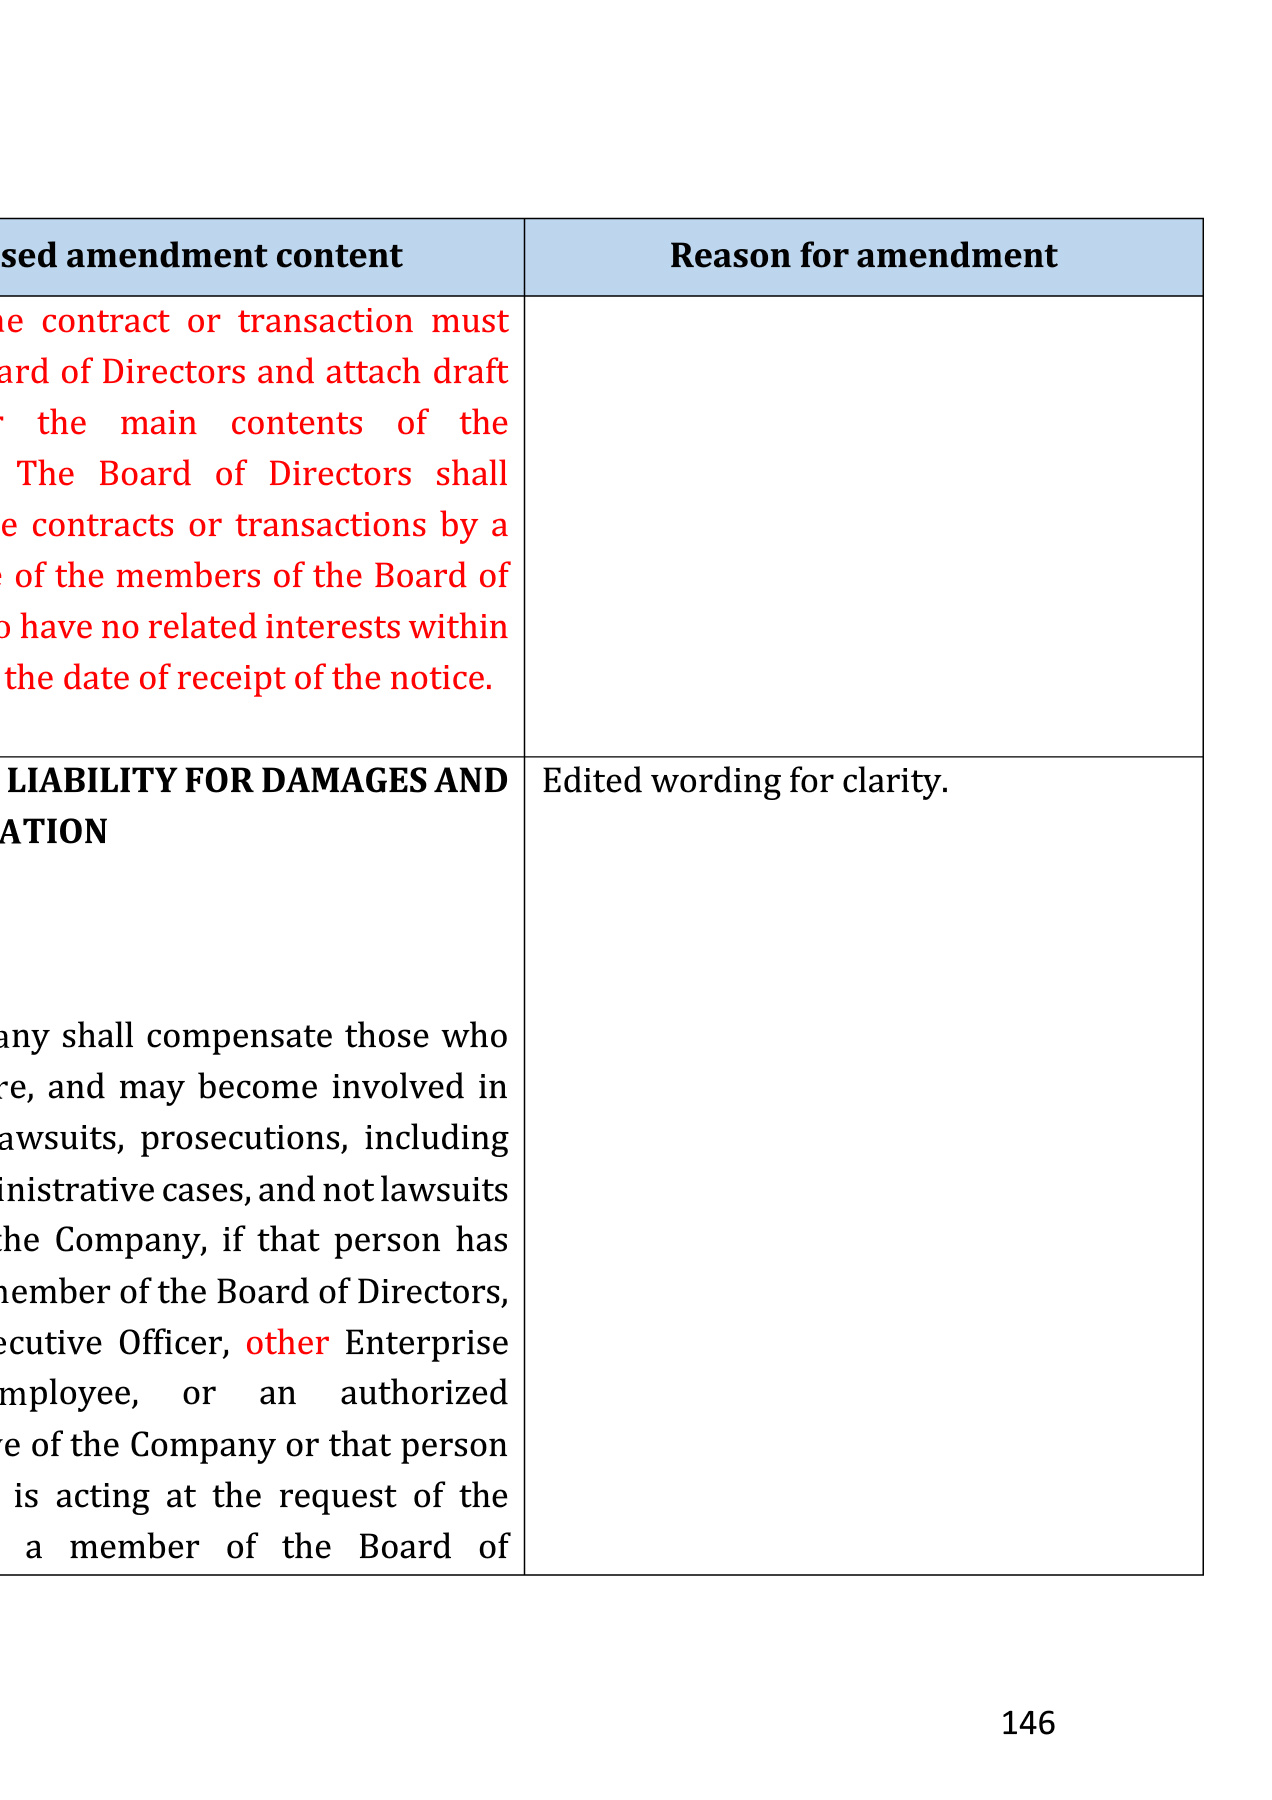 sed amendment content
Reason for amendment
he contract or transaction must
ard of Directors and attach draft
r the main contents of the
The Board of Directors shall
e contracts or transactions by a
e of the members of the Board of
o have no related interests within
the date of receipt of the notice.
LIABILITY FOR DAMAGES AND
ATION
Edited wording for clarity.
any shall compensate those who
re, and may become involved in
awsuits, prosecutions, including
inistrative cases, and not lawsuits
the Company, if that person has
member of the Board of Directors,
ecutive Officer, other Enterprise
mployee, or an authorized
ve of the Company or that person
is acting at the request of the
a member of the Board of
146